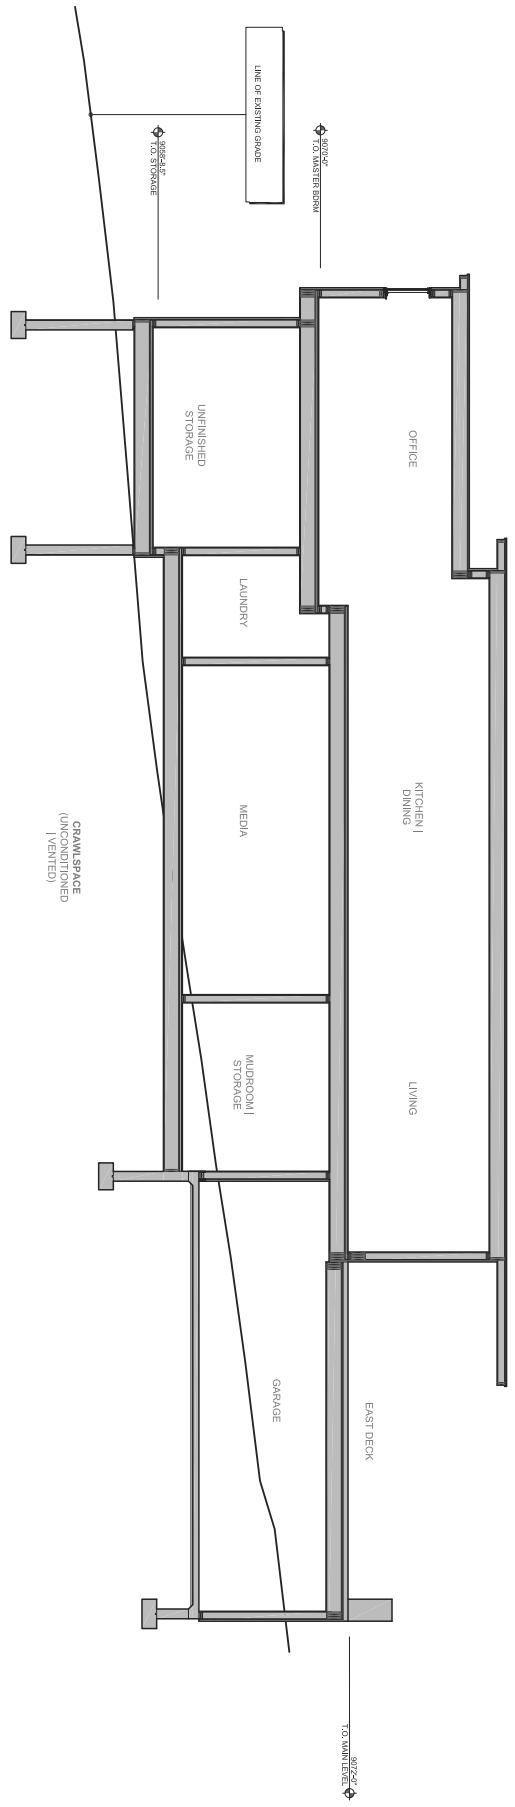 OFFICE
KITCHEN |
DINING
LIVING
EAST DECK
9072'-0"
T.O. MAIN LEVEL
9070'-0"
T.O. MASTER BDRM
LINE OF EXISTING GRADE
9058'-8.5"
T.O. STORAGE
UNFINISHED
STORAGE
LAUNDRY
MEDIA
MUDROOM |
STORAGE
GARAGE
CRAWLSPACE
(UNCONDITIONED
| VENTED)